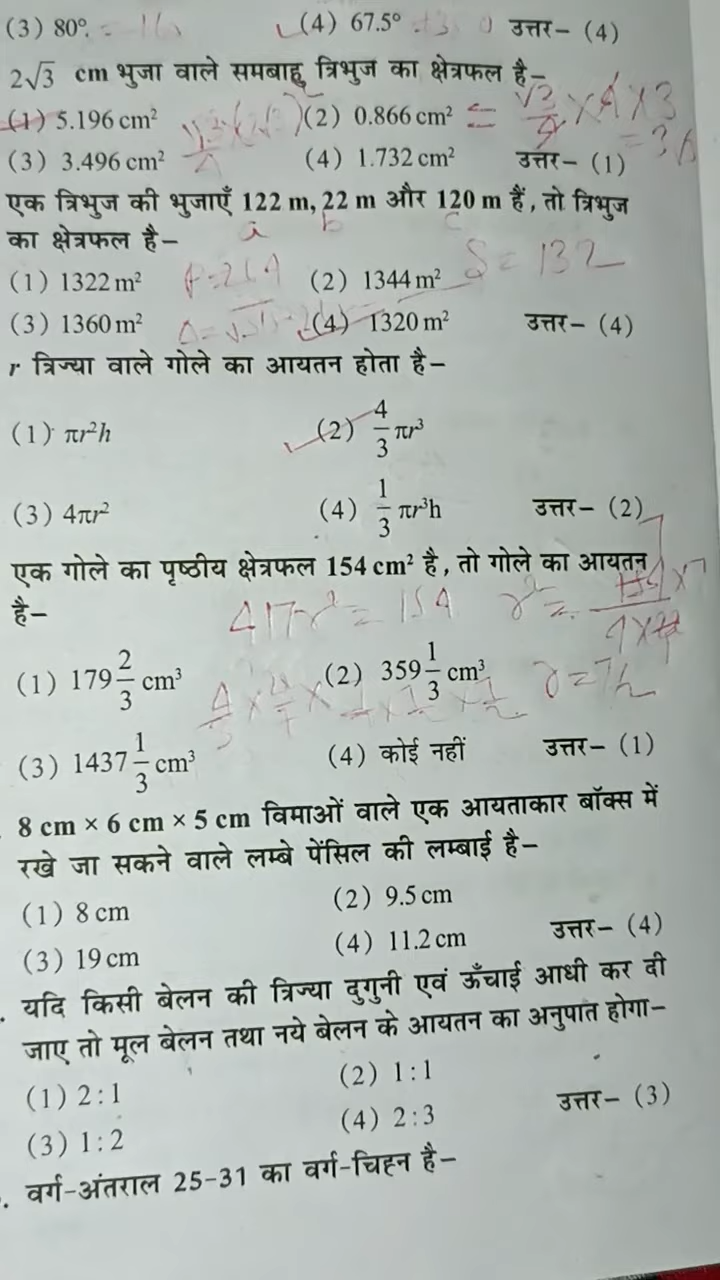 (3) 80°. (4) 67.5° उत्तर– (4)
2√3 cm भुजा वाले समबाहु त्रिभुज का क्षेत्रफल है–
(1) 5.196 cm² (2) 0.866 cm²
(3) 3.496 cm² (4) 1.732 cm² उत्तर– (1)
एक त्रिभुज की भुजाएँ 122 m, 22 m और 120 m हैं, तो त्रिभुज
का क्षेत्रफल है–
a b c
(1) 1322 m² (2) 1344 m² S = 132
(3) 1360 m² (4) 1320 m² उत्तर– (4)
r त्रिज्या वाले गोले का आयतन होता है–
(1) πr²h (2) 4/3 πr³
(3) 4πr² (4) 1/3 πr³h उत्तर– (2)
एक गोले का पृष्ठीय क्षेत्रफल 154 cm² है, तो गोले का आयतन
है–
4πr² = 154
(1) 179 2/3 cm³ (2) 359 1/3 cm³
(3) 1437 1/3 cm³ (4) कोई नहीं उत्तर– (1)
8 cm × 6 cm × 5 cm विमाओं वाले एक आयताकार बॉक्स में
रखे जा सकने वाले लम्बे पेंसिल की लम्बाई है–
(1) 8 cm (2) 9.5 cm
(3) 19 cm (4) 11.2 cm उत्तर– (4)
यदि किसी बेलन की त्रिज्या दुगुनी एवं ऊँचाई आधी कर दी
जाए तो मूल बेलन तथा नये बेलन के आयतन का अनुपात होगा–
(1) 2 : 1 (2) 1 : 1
(3) 1 : 2 (4) 2 : 3 उत्तर– (3)
वर्ग-अंतराल 25-31 का वर्ग-चिह्न है–